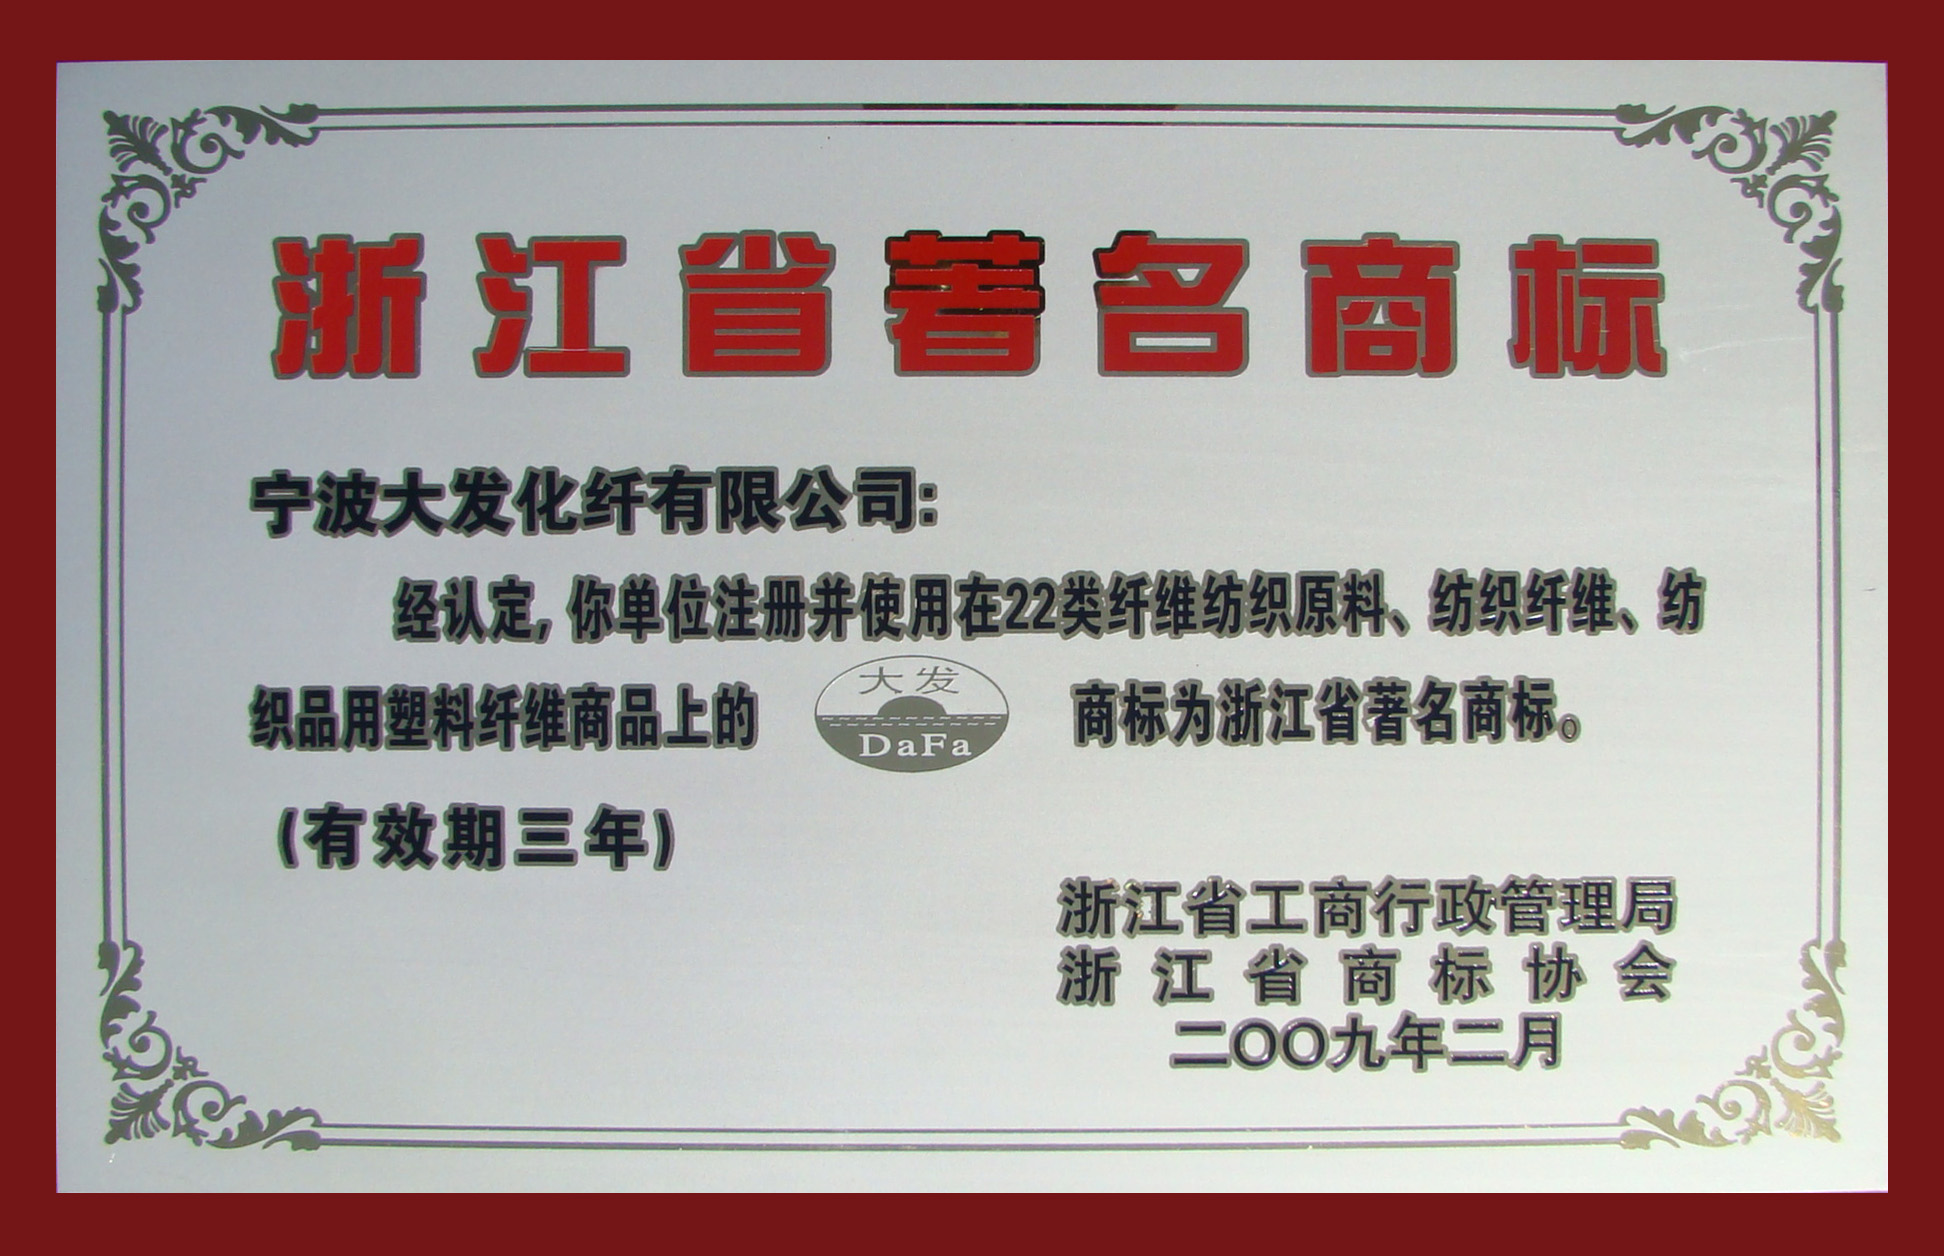 浙江省著名商标
宁波大发化纤有限公司:
经认定, 你单位注册并使用在22类纤维纺织原料、纺织纤维、纺
织品用塑料纤维商品上的 大发 DaFa 商标为浙江省著名商标。
(有效期三年)
浙江省工商行政管理局
浙江省商标协会
二〇〇九年二月